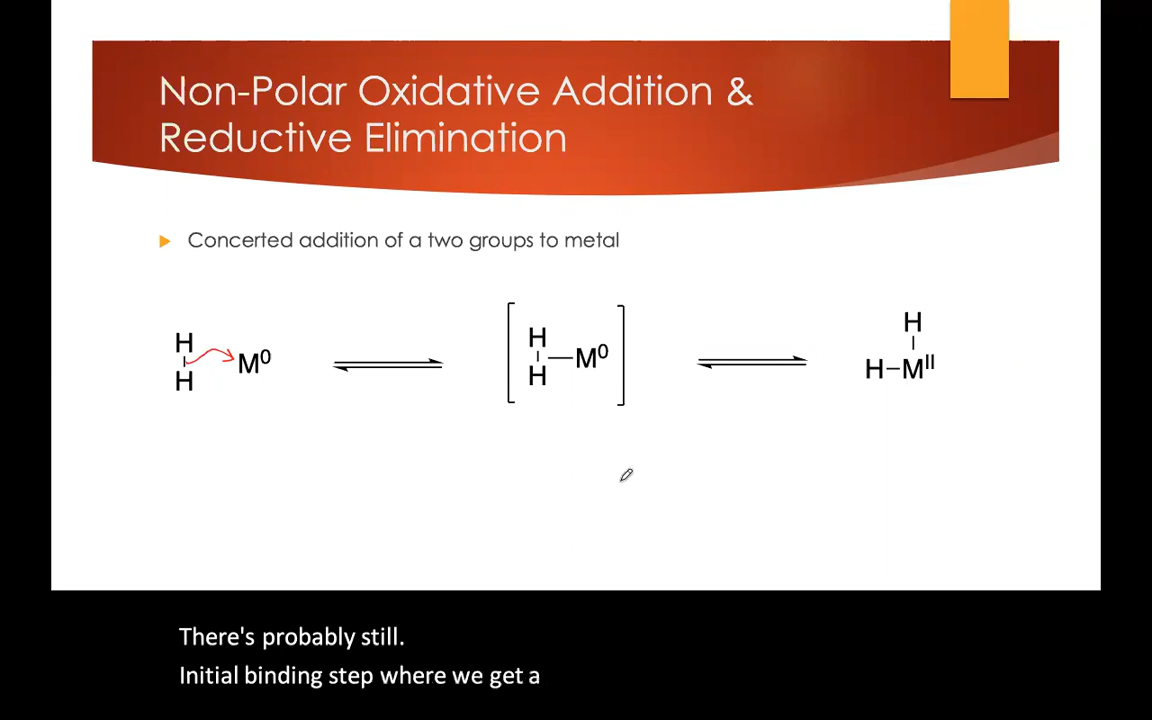 Non-Polar Oxidative Addition &
Reductive Elimination
Concerted addition of a two groups to metal
H
H
M⁰
H
H
M⁰
H
H–Mᴵᴵ
There's probably still.
Initial binding step where we get a